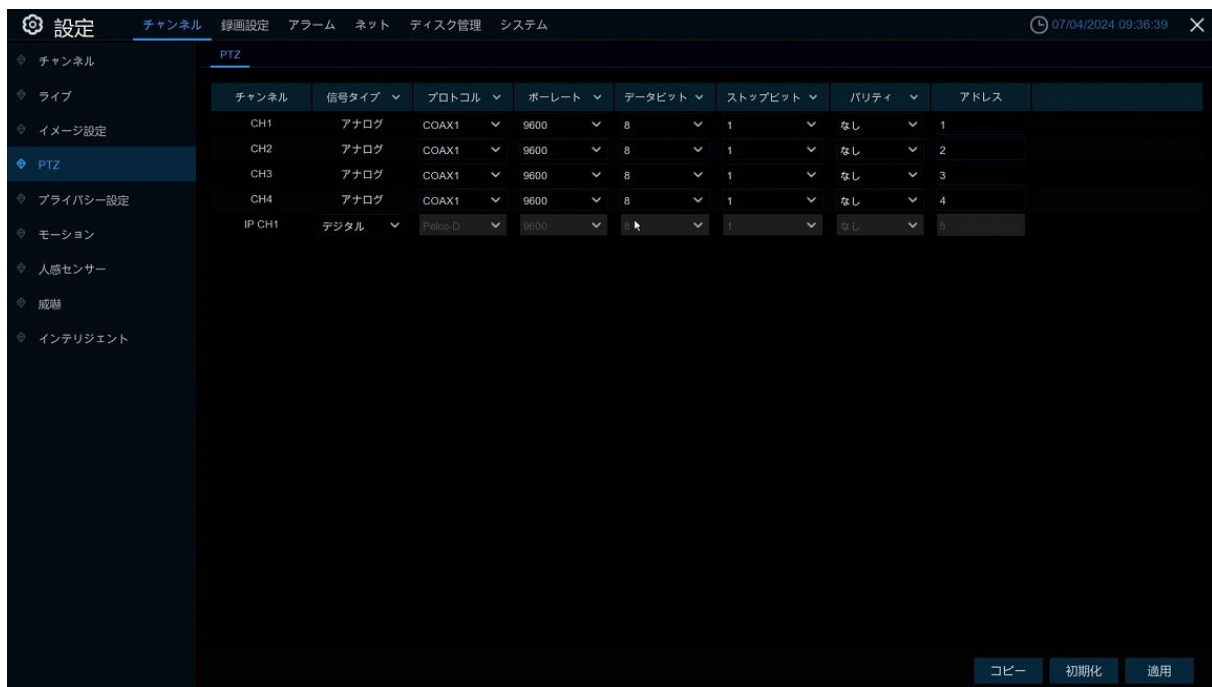 設定 チャンネル 録画設定 アラーム ネット ディスク管理 システム 07/04/2024 09:36:39
チャンネル
ライブ
イメージ設定
PTZ
プライバシー設定
モーション
人感センサー
威嚇
インテリジェント
PTZ
チャンネル 信号タイプ プロトコル ボーレート データビット ストップビット パリティ アドレス
CH1 アナログ COAX1 9600 8 1 なし 1
CH2 アナログ COAX1 9600 8 1 なし 2
CH3 アナログ COAX1 9600 8 1 なし 3
CH4 アナログ COAX1 9600 8 1 なし 4
IP CH1 デジタル Pelco-D 9600 8 1 なし 5
コピー 初期化 適用